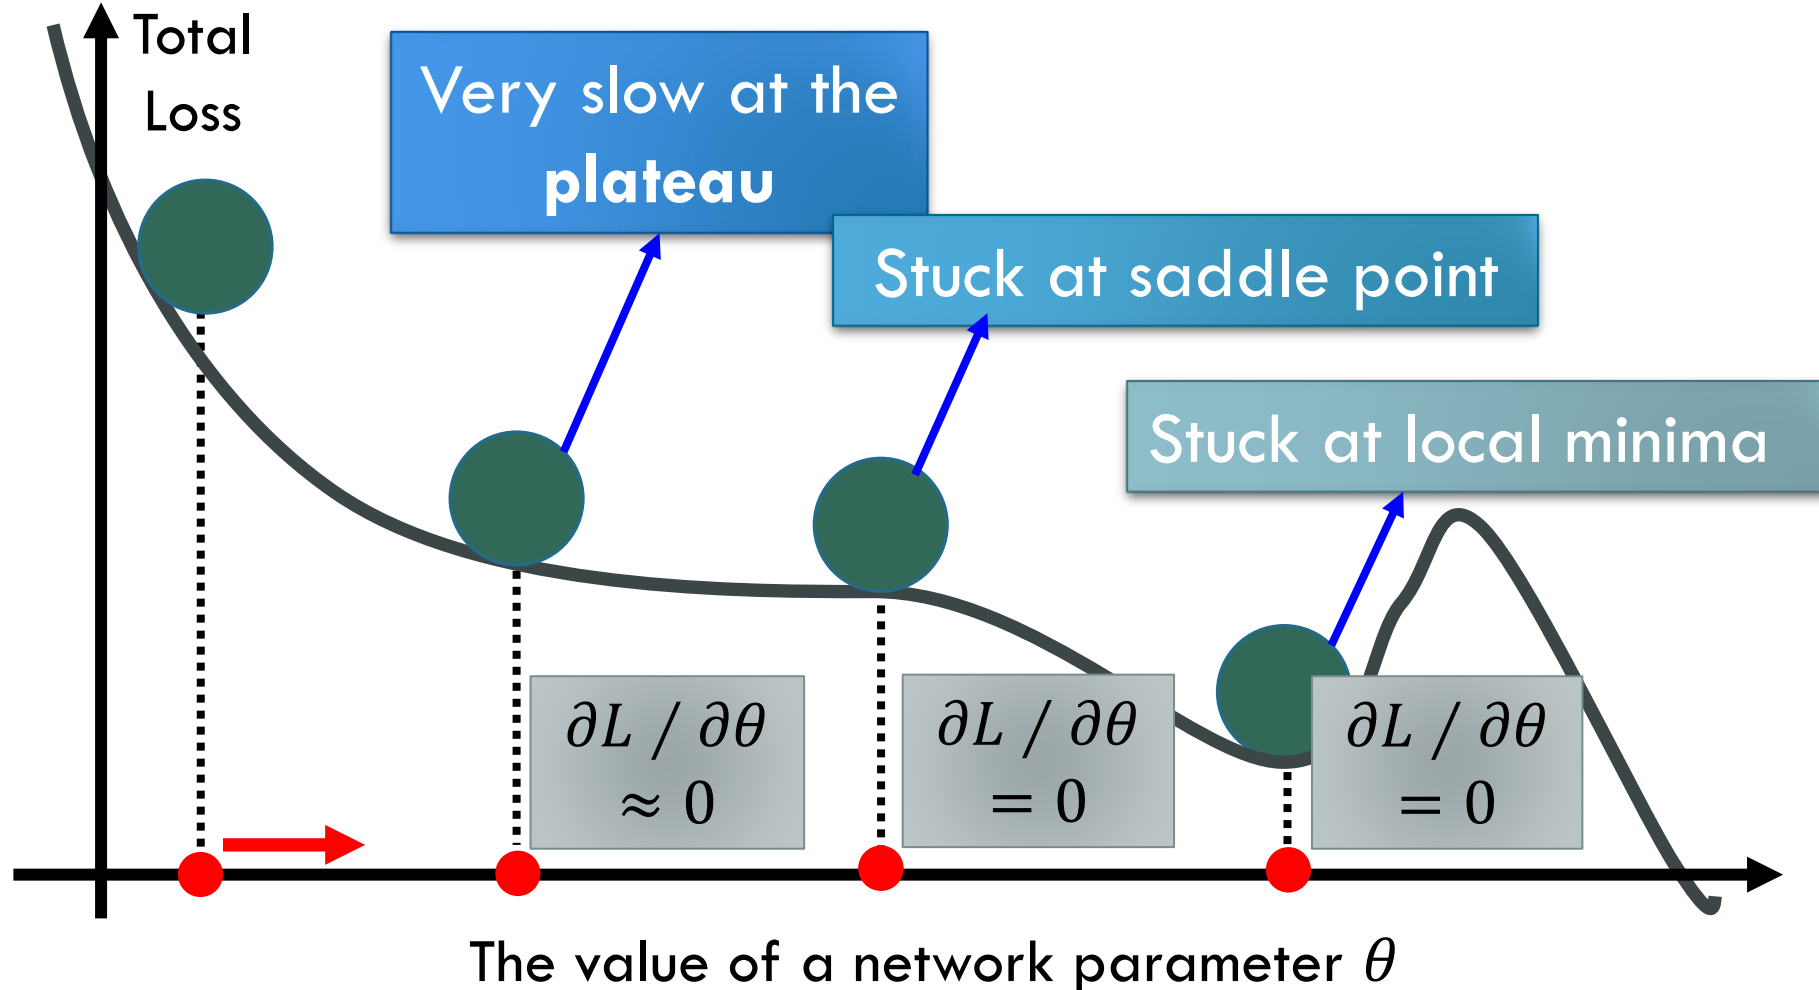 Total
Loss
Very slow at the
plateau
Stuck at saddle point
Stuck at local minima
∂L / ∂θ
≈ 0
∂L / ∂θ
= 0
∂L / ∂θ
= 0
The value of a network parameter θ